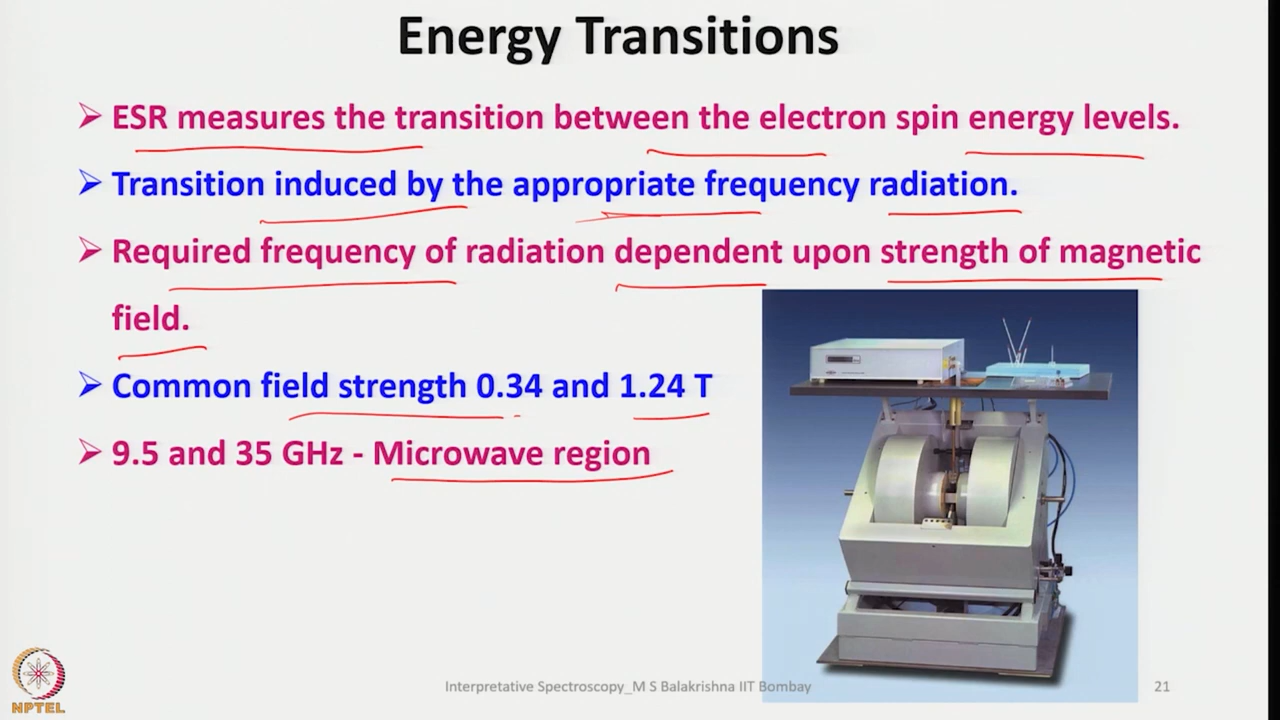 Energy Transitions
➢ ESR measures the transition between the electron spin energy levels.
➢ Transition induced by the appropriate frequency radiation.
➢ Required frequency of radiation dependent upon strength of magnetic
field.
➢ Common field strength 0.34 and 1.24 T
➢ 9.5 and 35 GHz - Microwave region
Interpretative Spectroscopy_M S Balakrishna IIT Bombay
21
NPTEL